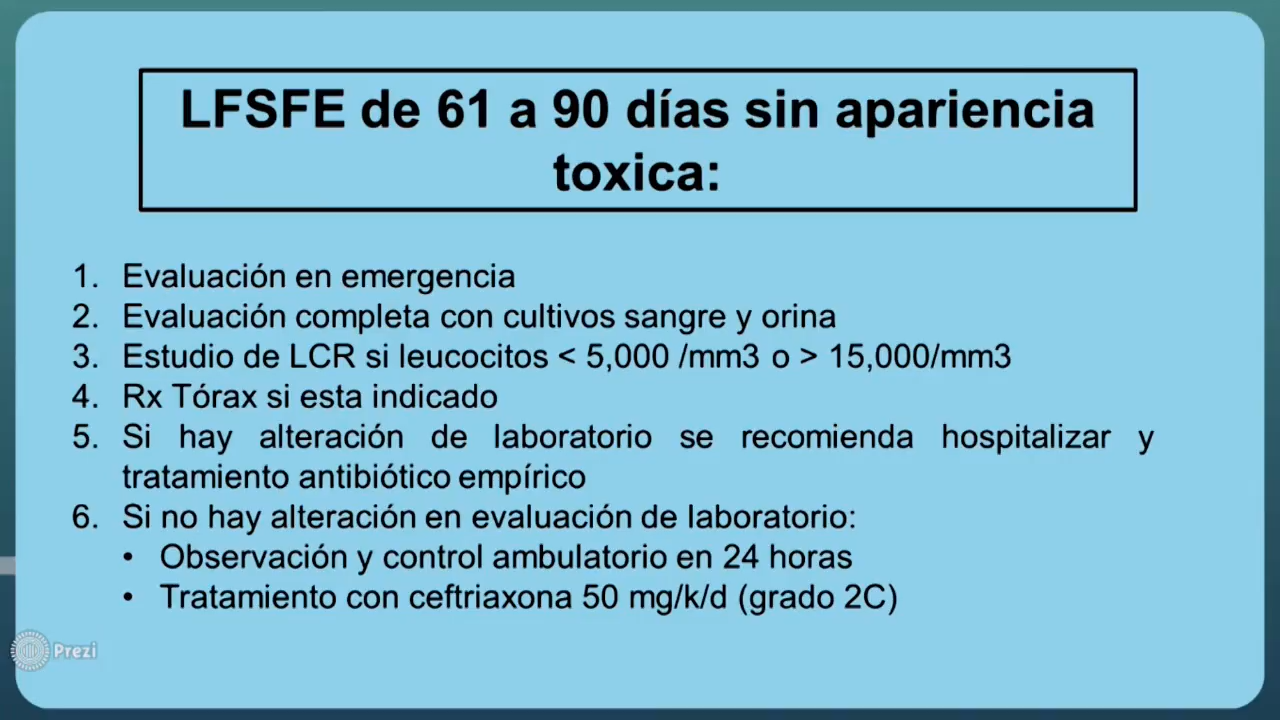 LFSFE de 61 a 90 días sin apariencia
toxica:
1. Evaluación en emergencia
2. Evaluación completa con cultivos sangre y orina
3. Estudio de LCR si leucocitos < 5,000 /mm3 o > 15,000/mm3
4. Rx Tórax si esta indicado
5. Si hay alteración de laboratorio se recomienda hospitalizar y
tratamiento antibiótico empírico
6. Si no hay alteración en evaluación de laboratorio:
• Observación y control ambulatorio en 24 horas
• Tratamiento con ceftriaxona 50 mg/k/d (grado 2C)
Prezi